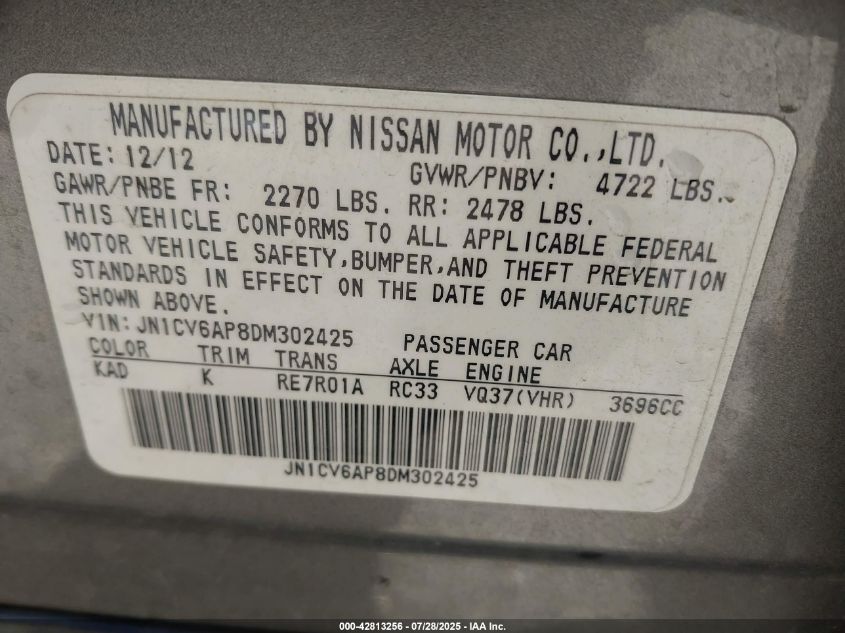 MANUFACTURED BY NISSAN MOTOR CO.,LTD.
DATE: 12/12 GVWR/PNBV: 4722 LBS.
GAWR/PNBE FR: 2270 LBS. RR: 2478 LBS.
THIS VEHICLE CONFORMS TO ALL APPLICABLE FEDERAL
MOTOR VEHICLE SAFETY,BUMPER,AND THEFT PREVENTION
STANDARDS IN EFFECT ON THE DATE OF MANUFACTURE
SHOWN ABOVE.
VIN: JN1CV6AP8DM302425 PASSENGER CAR
COLOR TRIM TRANS AXLE ENGINE
KAD K RE7R01A RC33 VQ37(VHR) 3696CC
JN1CV6AP8DM302425
000-42813256 - 07/28/2025 - IAA Inc.